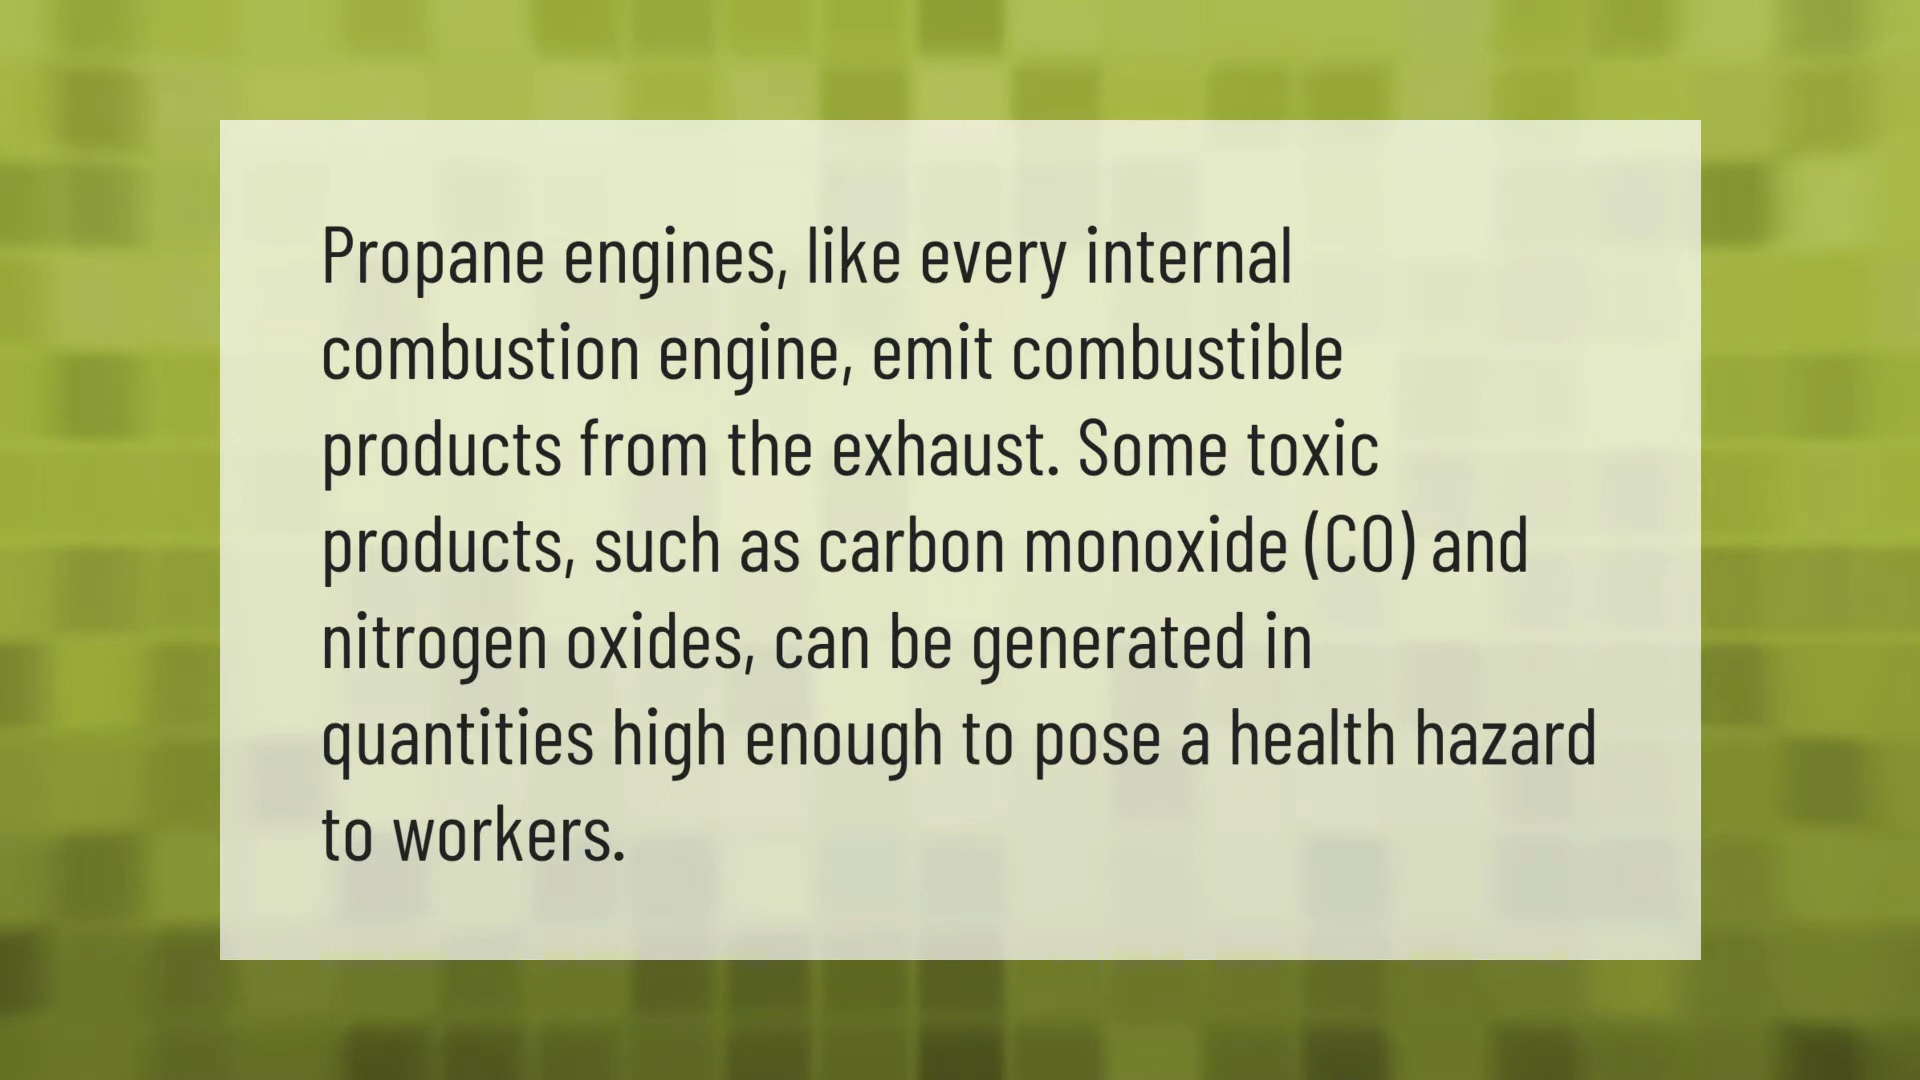 Propane engines, like every internal
combustion engine, emit combustible
products from the exhaust. Some toxic
products, such as carbon monoxide (CO) and
nitrogen oxides, can be generated in
quantities high enough to pose a health hazard
to workers.